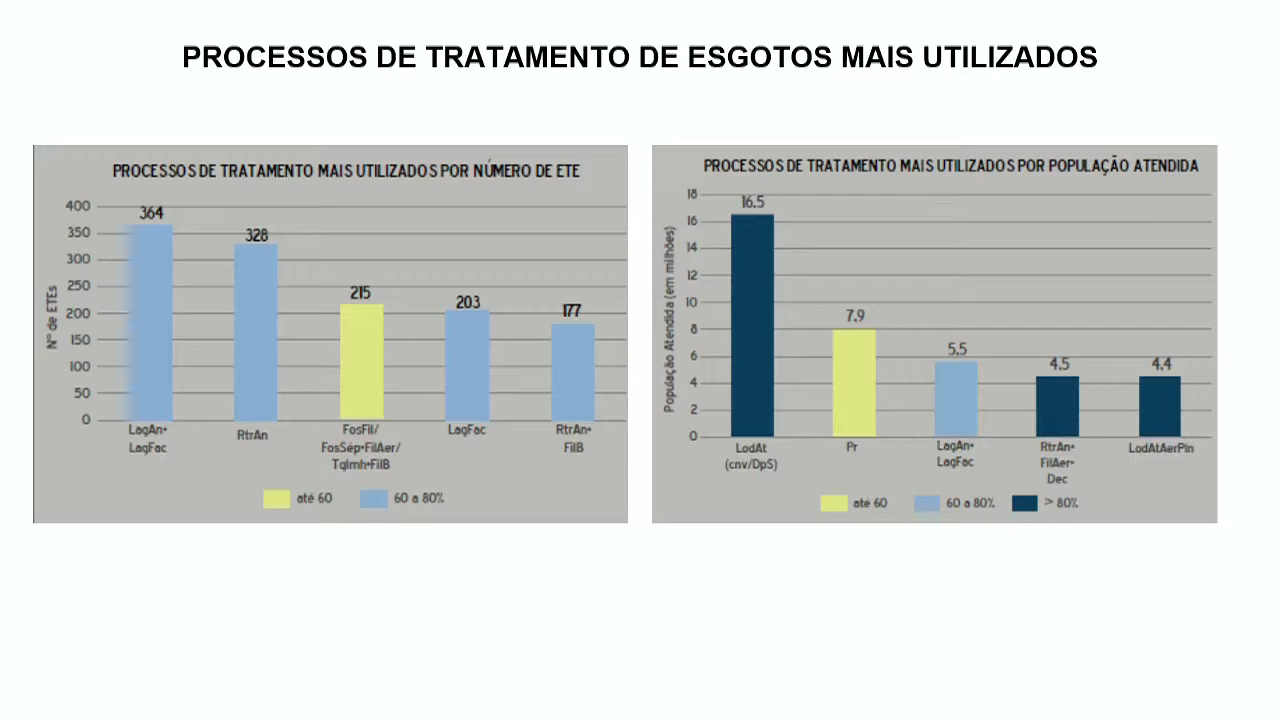 PROCESSOS DE TRATAMENTO DE ESGOTOS MAIS UTILIZADOS
PROCESSOS DE TRATAMENTO MAIS UTILIZADOS POR NÚMERO DE ETE
Nº de ETEs
400
350
300
250
200
150
100
50
0
364
328
215
203
177
LagAn+
LagFac
RtrAn
FosFil/
FosSép+FilAer/
TqImh+FilB
LagFac
RtrAn+
FilB
até 60
60 a 80%
PROCESSOS DE TRATAMENTO MAIS UTILIZADOS POR POPULAÇÃO ATENDIDA
População Atendida (em milhões)
18
16
14
12
10
8
6
4
2
0
16.5
7.9
5.5
4.5
4.4
LodAt
(cnv/DpS)
Pr
LagAn+
LagFac
RtrAn+
FilAer+
Dec
LodAtAerPln
até 60
60 a 80%
> 80%